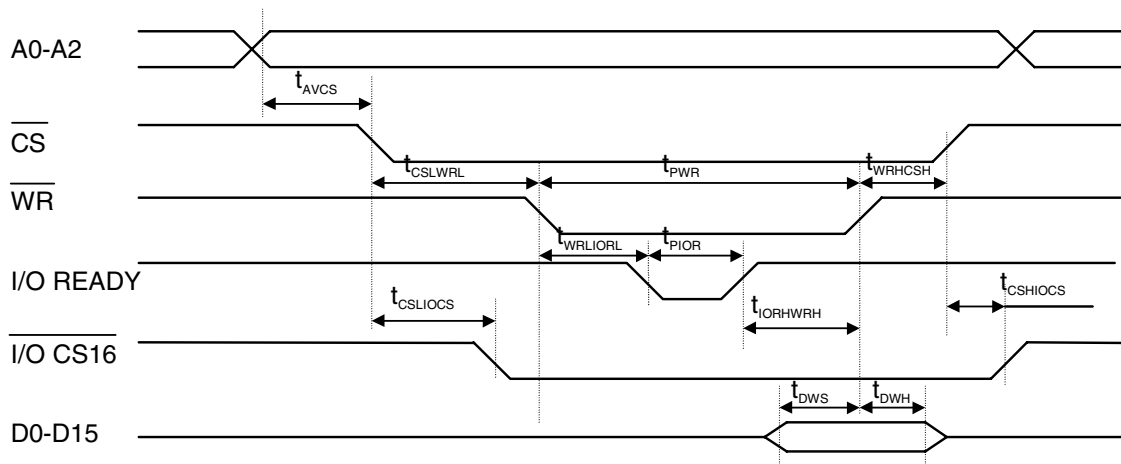 A0-A2
tAVCS
CS
tCSLWRL tPWR tWRHCSH
WR
tWRLIORL tPIOR
I/O READY
tCSHIOCS
tCSLIOCS
tIORHWRH
I/O CS16
tDWS tDWH
D0-D15